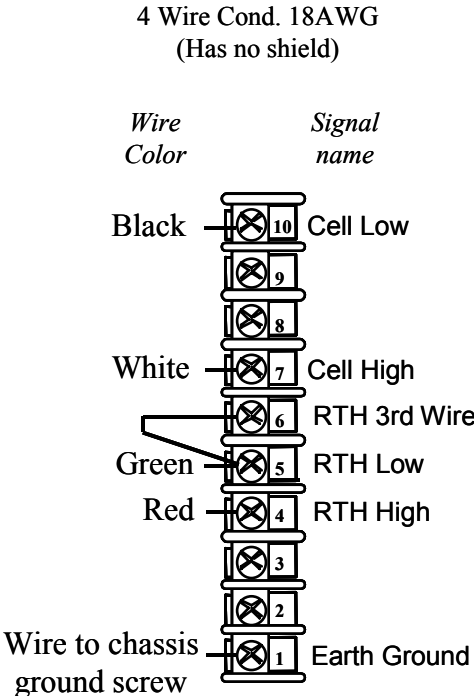 4 Wire Cond. 18AWG
(Has no shield)
Wire Color
Signal name
Black 10 Cell Low
9
8
White 7 Cell High
6 RTH 3rd Wire
Green 5 RTH Low
Red 4 RTH High
3
2
Wire to chassis ground screw 1 Earth Ground